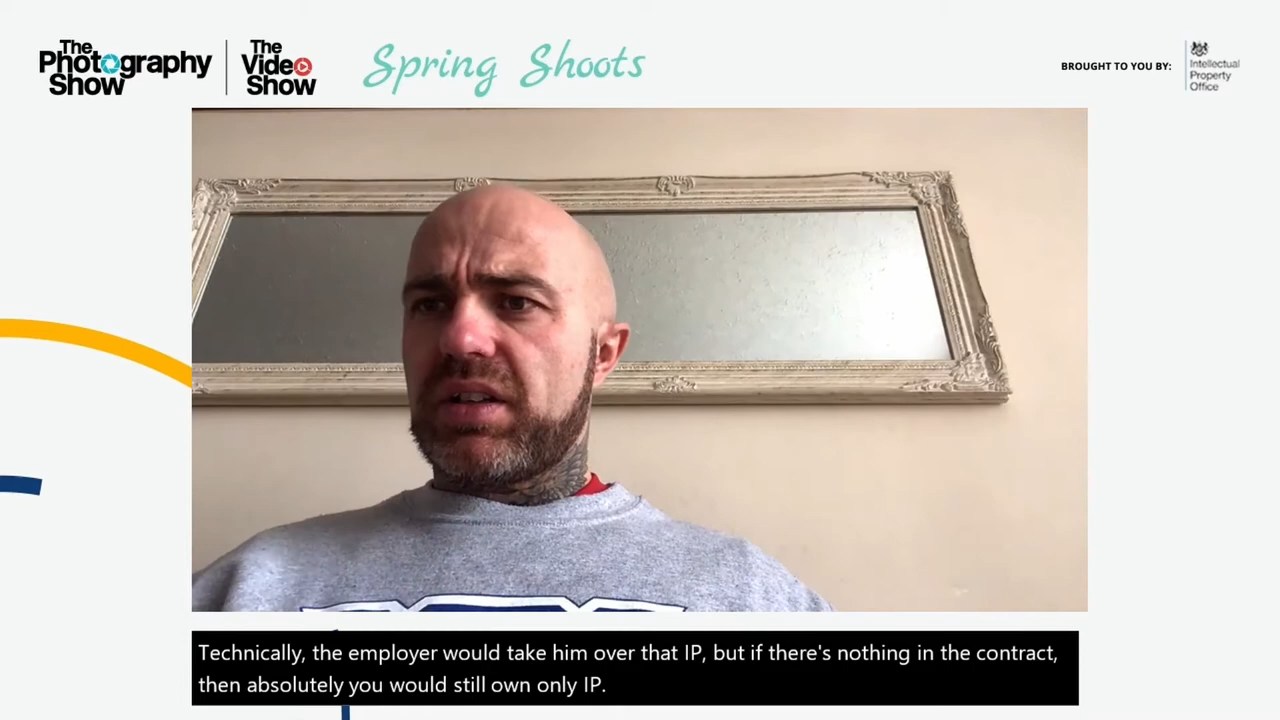 The
Photography
Show
The
Video
Show
Spring Shoots
BROUGHT TO YOU BY:
Intellectual
Property
Office
Technically, the employer would take him over that IP, but if there's nothing in the contract,
then absolutely you would still own only IP.